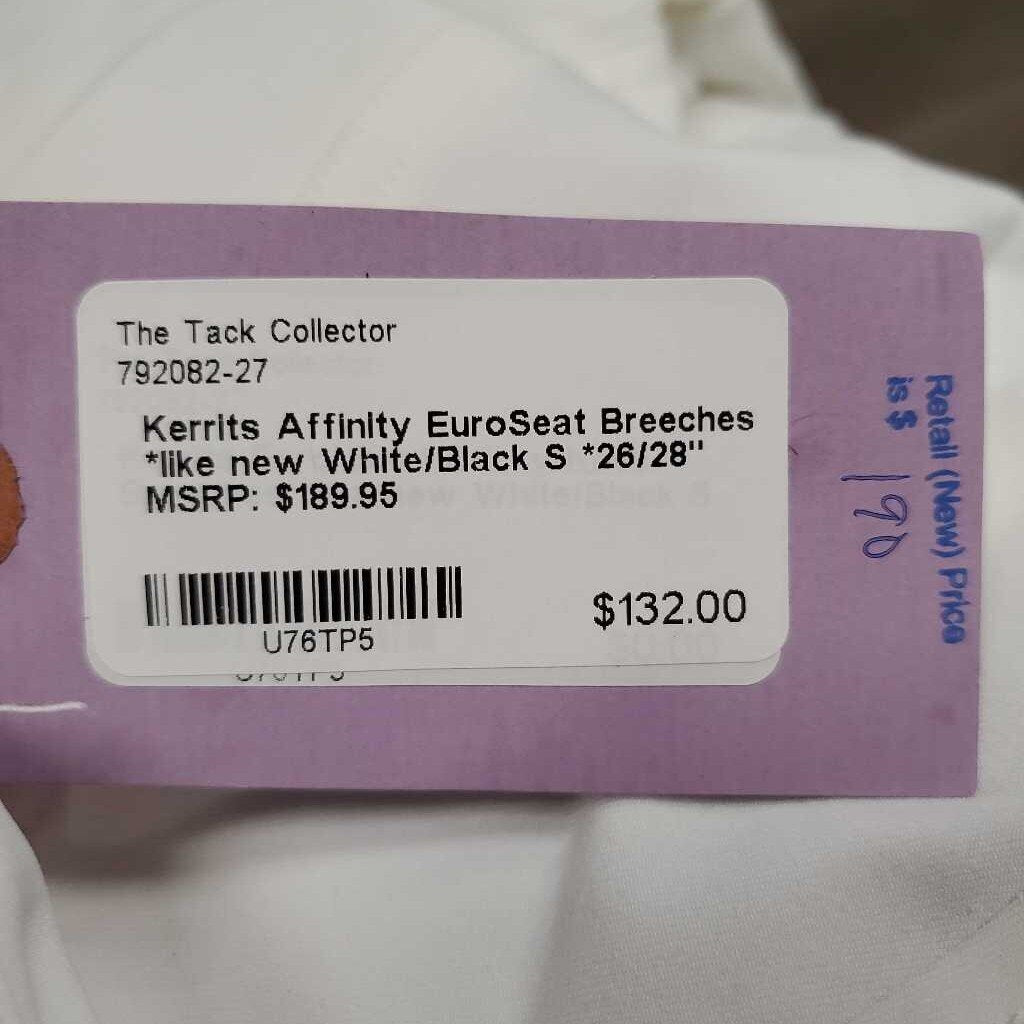 The Tack Collector
792082-27
Kerrits Affinity EuroSeat Breeches
*like new White/Black S *26/28"
MSRP: $189.95
U76TP5
$132.00
Retail (New) Price
is $
190